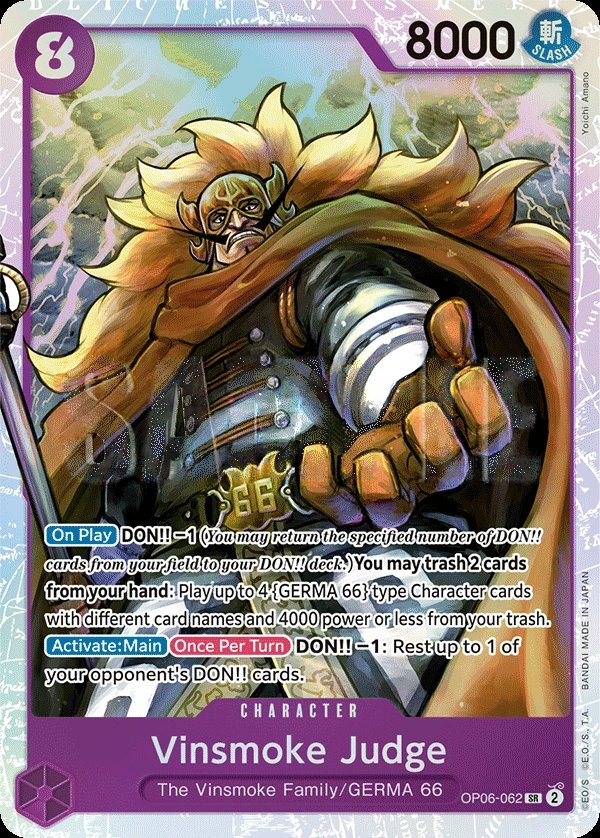 8
8000
斬
SLASH
Yoichi Amano
SAMPLE
66
On Play DON!! −1 (You may return the specified number of DON!!
cards from your field to your DON!! deck.) You may trash 2 cards
from your hand: Play up to 4 {GERMA 66} type Character cards
with different card names and 4000 power or less from your trash.
Activate:Main Once Per Turn DON!! −1: Rest up to 1 of
your opponent's DON!! cards.
CHARACTER
Vinsmoke Judge
The Vinsmoke Family/GERMA 66
OP06-062 SR 2
©E.O/S ©E.O./S.,T.A. BANDAI MADE IN JAPAN